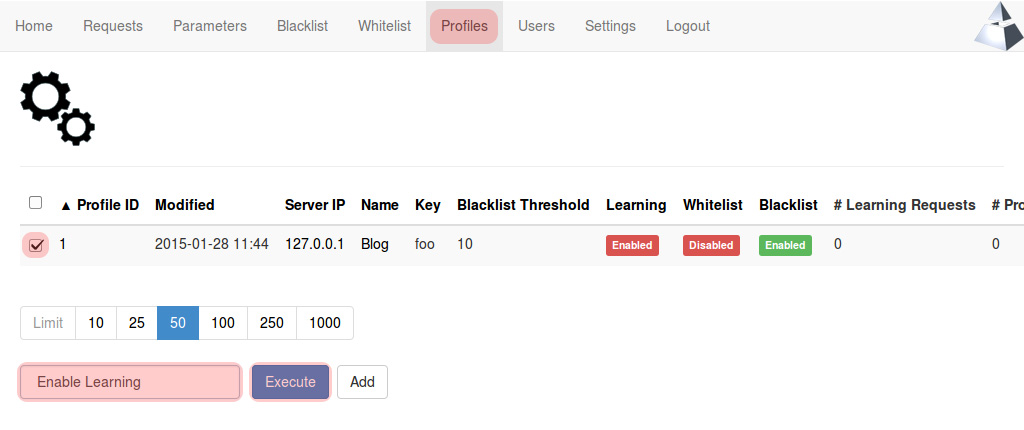 Home Requests Parameters Blacklist Whitelist Profiles Users Settings Logout
▲ Profile ID Modified Server IP Name Key Blacklist Threshold Learning Whitelist Blacklist # Learning Requests # Pro
1 2015-01-28 11:44 127.0.0.1 Blog foo 10 Enabled Disabled Enabled 0 0
Limit 10 25 50 100 250 1000
Enable Learning Execute Add